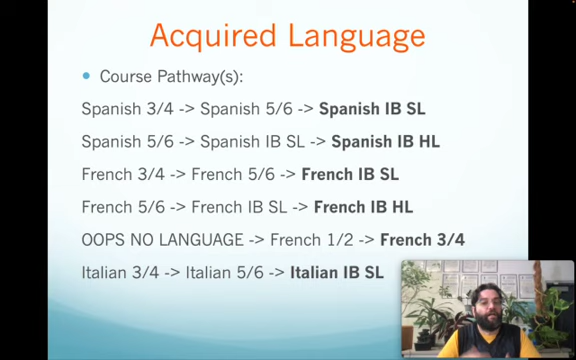 Acquired Language
Course Pathway(s):
Spanish 3/4 -> Spanish 5/6 -> Spanish IB SL
Spanish 5/6 -> Spanish IB SL -> Spanish IB HL
French 3/4 -> French 5/6 -> French IB SL
French 5/6 -> French IB SL -> French IB HL
OOPS NO LANGUAGE -> French 1/2 -> French 3/4
Italian 3/4 -> Italian 5/6 -> Italian IB SL